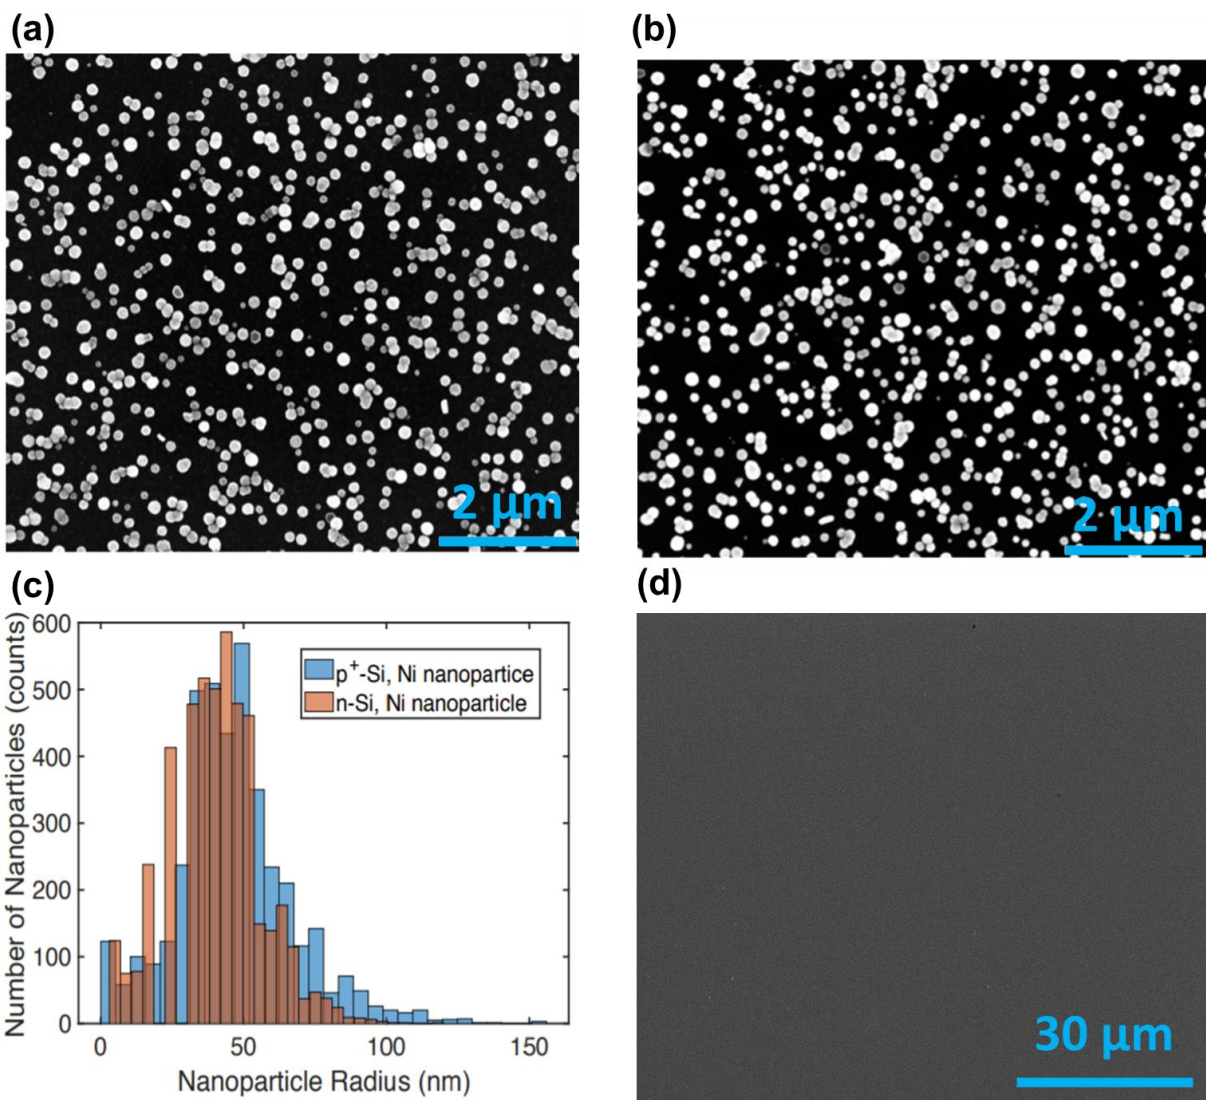 (a)
(b)
2 μm
2 μm
(c)
(d)
Number of Nanoparticles (counts)
600
500
400
300
200
100
0
p⁺-Si, Ni nanopartice
n-Si, Ni nanoparticle
0
50
100
150
Nanoparticle Radius (nm)
30 μm